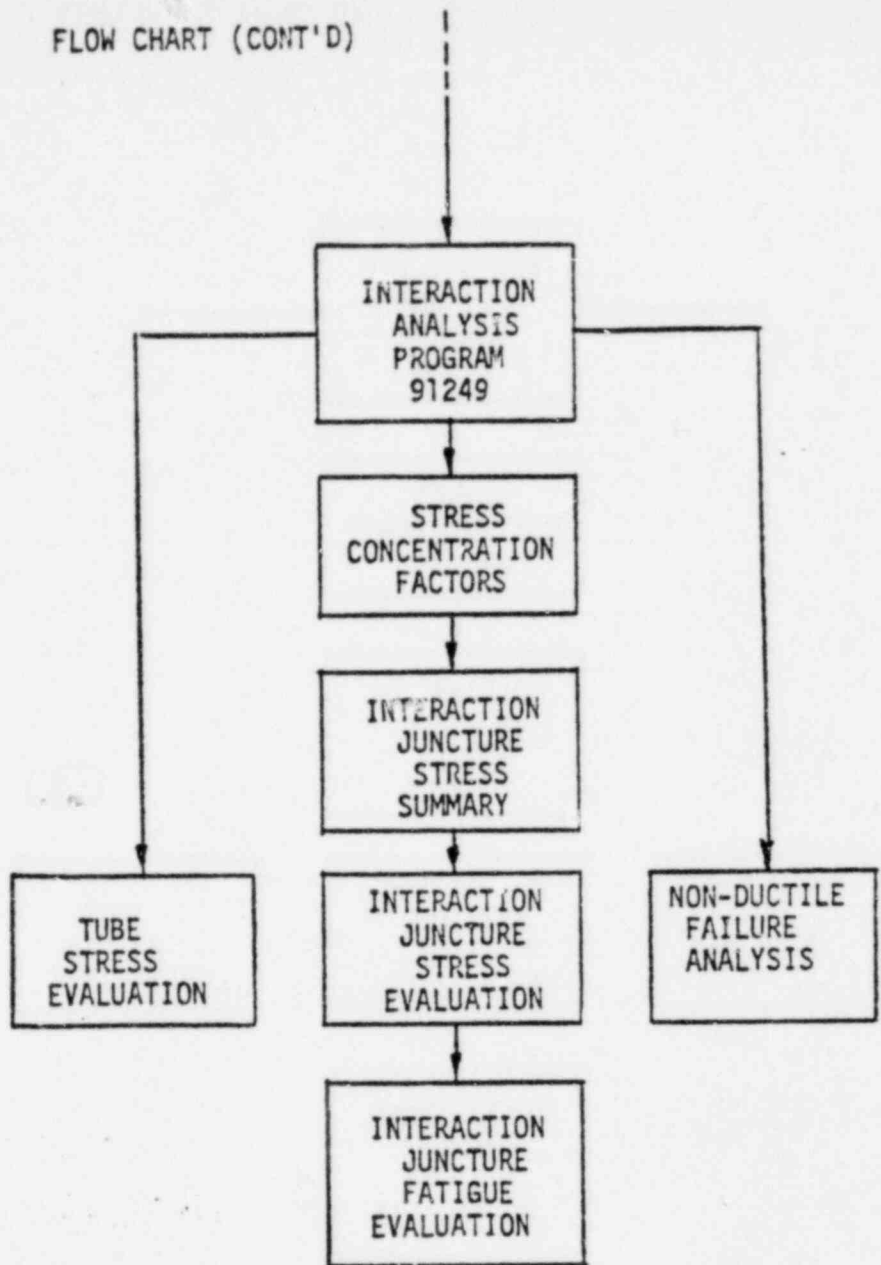 FLOW CHART (CONT'D)
INTERACTION
ANALYSIS
PROGRAM
91249
STRESS
CONCENTRATION
FACTORS
INTERACTION
JUNCTURE
STRESS
SUMMARY
TUBE
STRESS
EVALUATION
INTERACTION
JUNCTURE
STRESS
EVALUATION
NON-DUCTILE
FAILURE
ANALYSIS
INTERACTION
JUNCTURE
FATIGUE
EVALUATION